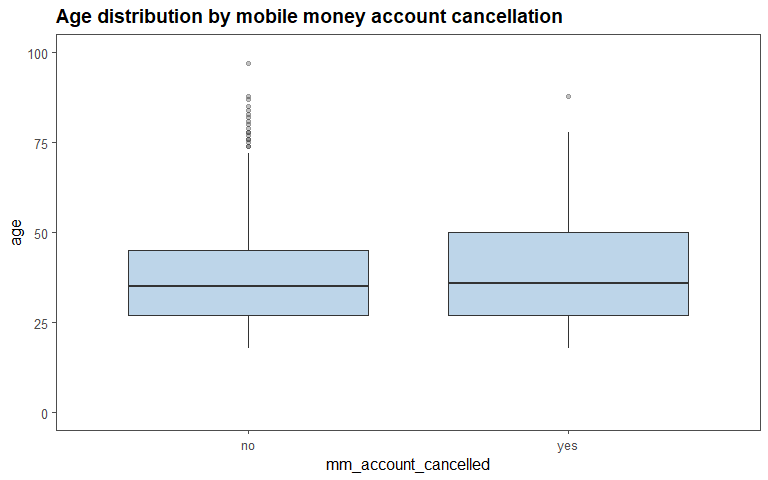 Age distribution by mobile money account cancellation
100
75
50
25
0
age
no yes
mm_account_cancelled